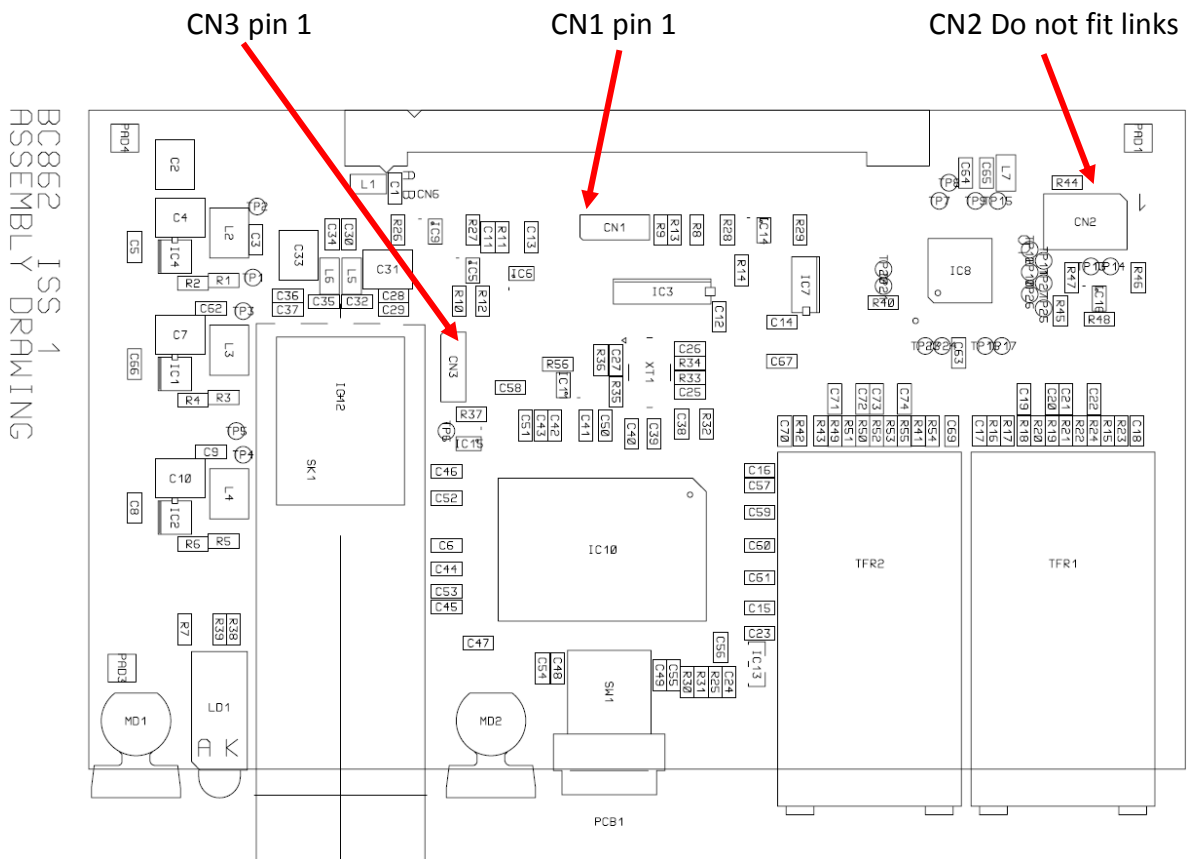 CN3 pin 1
CN1 pin 1
CN2 Do not fit links
BC862 ISS 1
ASSEMBLY DRAWING
PAD4
PAD1
C2
L1
C1
A
B
CN6
TP8
C64
C65
L7
R44
TP7
TP9
TP15
C4
TP2
C5
IC4
L2
C3
C33
C34
C30
R26
IC9
R27
C11
R11
C13
CN1
R9
R13
R8
R28
IC14
R29
CN2
R2
R1
TP1
L6
L5
C31
IC5
IC6
R14
IC7
IC8
R47
TP14
R46
C62
TP3
C36
C37
C35
C32
C28
C29
R10
R12
IC3
C12
C14
R40
R45
R48
C7
C66
IC1
L3
R4
R3
CN3
R56
C58
R36
C27
R35
XT1
C26
R34
R33
C25
C67
C63
TP17
SK1
R37
TP6
IC15
C51
C43
C42
C41
C50
C40
C39
C38
R32
TP5
C9
TP4
C10
C8
IC2
L4
R6
R5
C46
C52
C6
C44
C53
C45
C47
IC10
C16
C57
C59
C60
C61
C15
C23
C70
R42
R43
C71
R49
R51
C72
R50
C73
R52
R53
C74
R55
R41
R54
C69
C17
R16
R17
C19
R18
R20
C20
R19
C21
R21
R22
C22
R24
R15
R23
C18
TFR2
TFR1
R7
R39
R38
PAD3
MD1
LD1
A K
MD2
C54
C48
SW1
C49
C55
R30
R31
R25
C24
C56
IC13
PCB1